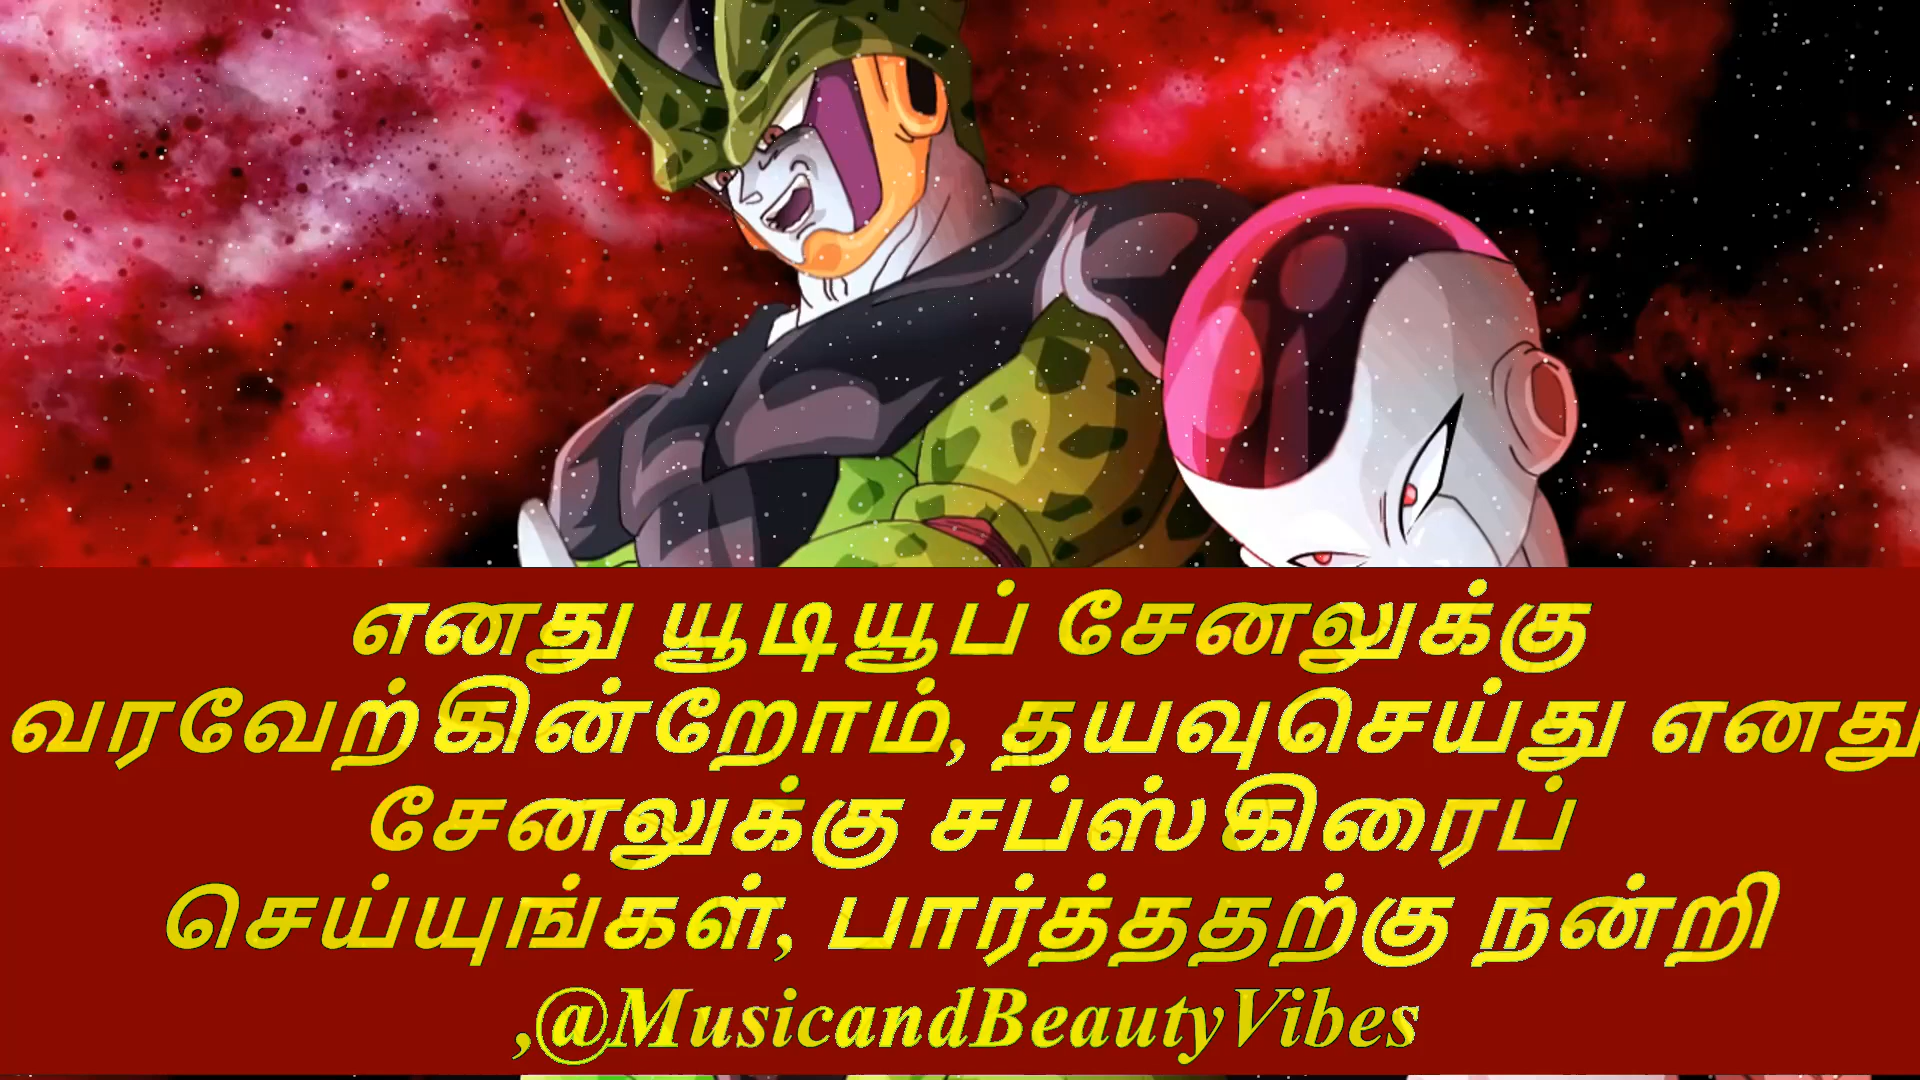 எனது யூடியூப் சேனலுக்கு
வரவேற்கின்றோம், தயவுசெய்து எனது
சேனலுக்கு சப்ஸ்கிரைப்
செய்யுங்கள், பார்த்ததற்கு நன்றி
,@MusicandBeautyVibes